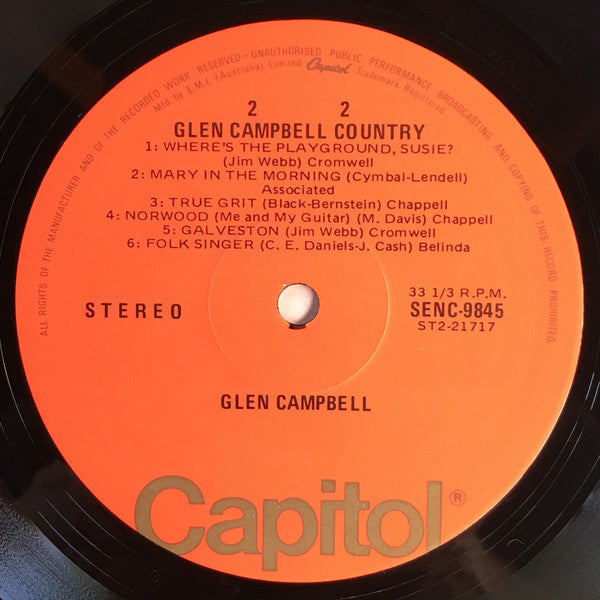 ALL RIGHTS OF THE MANUFACTURER AND OF THE RECORDED WORK RESERVED • UNAUTHORISED PUBLIC PERFORMANCE BROADCASTING AND COPYING OF THIS RECORD PROHIBITED.
Mfd by E.M.I. (Australia) Limited Capitol Trademark Registered.
2 2
GLEN CAMPBELL COUNTRY
1: WHERE'S THE PLAYGROUND, SUSIE?
(Jim Webb) Cromwell
2: MARY IN THE MORNING (Cymbal-Lendell)
Associated
3: TRUE GRIT (Black-Bernstein) Chappell
4: NORWOOD (Me and My Guitar) (M. Davis) Chappell
5: GALVESTON (Jim Webb) Cromwell
6: FOLK SINGER (C. E. Daniels-J. Cash) Belinda
STEREO
33 1/3 R.P.M.
SENC-9845
ST2-21717
GLEN CAMPBELL
Capitol®